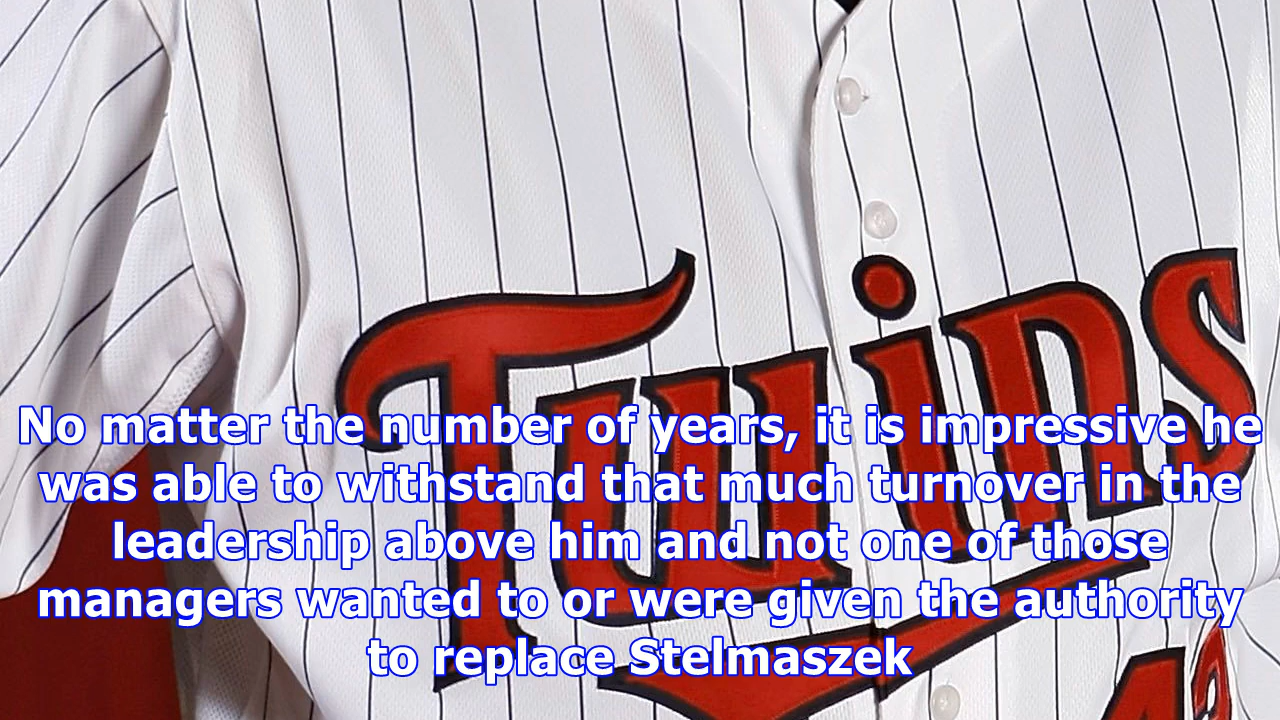 Twins
No matter the number of years, it is impressive he
was able to withstand that much turnover in the
leadership above him and not one of those
managers wanted to or were given the authority
to replace Stelmaszek